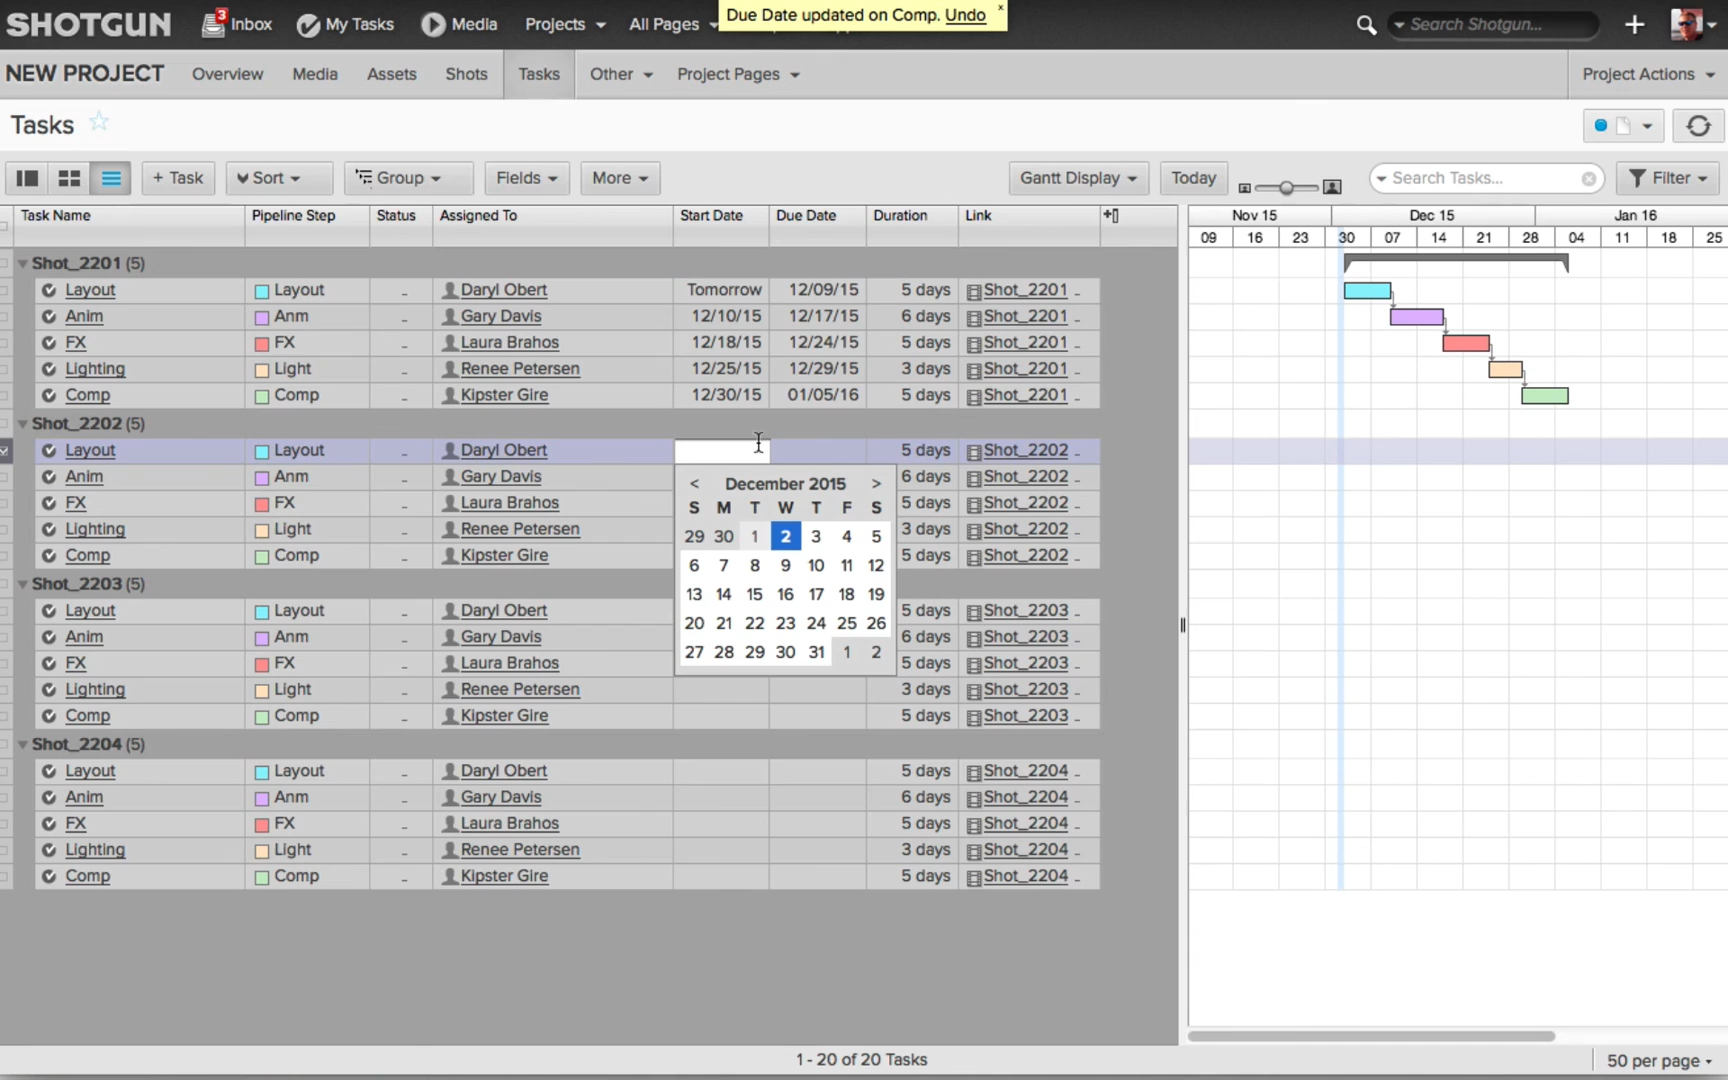 SHOTGUN 3 Inbox My Tasks Media Projects All Pages Search Shotgun...
Due Date updated on Comp. Undo x
NEW PROJECT Overview Media Assets Shots Tasks Other Project Pages Project Actions
Tasks
+ Task Sort Group Fields More Gantt Display Today Search Tasks... Filter
Task Name Pipeline Step Status Assigned To Start Date Due Date Duration Link Nov 15 Dec 15 Jan 16
09 16 23 30 07 14 21 28 04 11 18 25
Shot_2201 (5)
Layout Layout - Daryl Obert Tomorrow 12/09/15 5 days Shot_2201 -
Anim Anm - Gary Davis 12/10/15 12/17/15 6 days Shot_2201 -
FX FX - Laura Brahos 12/18/15 12/24/15 5 days Shot_2201 -
Lighting Light - Renee Petersen 12/25/15 12/29/15 3 days Shot_2201 -
Comp Comp - Kipster Gire 12/30/15 01/05/16 5 days Shot_2201 -
Shot_2202 (5)
Layout Layout - Daryl Obert 5 days Shot_2202 -
Anim Anm - Gary Davis 6 days Shot_2202 -
FX FX - Laura Brahos 5 days Shot_2202 -
Lighting Light - Renee Petersen 3 days Shot_2202 -
Comp Comp - Kipster Gire 5 days Shot_2202 -
< December 2015 >
S M T W T F S
29 30 1 2 3 4 5
6 7 8 9 10 11 12
13 14 15 16 17 18 19
20 21 22 23 24 25 26
27 28 29 30 31 1 2
Shot_2203 (5)
Layout Layout - Daryl Obert 5 days Shot_2203 -
Anim Anm - Gary Davis 6 days Shot_2203 -
FX FX - Laura Brahos 5 days Shot_2203 -
Lighting Light - Renee Petersen 3 days Shot_2203 -
Comp Comp - Kipster Gire 5 days Shot_2203 -
Shot_2204 (5)
Layout Layout - Daryl Obert 5 days Shot_2204 -
Anim Anm - Gary Davis 6 days Shot_2204 -
FX FX - Laura Brahos 5 days Shot_2204 -
Lighting Light - Renee Petersen 3 days Shot_2204 -
Comp Comp - Kipster Gire 5 days Shot_2204 -
1 - 20 of 20 Tasks
50 per page